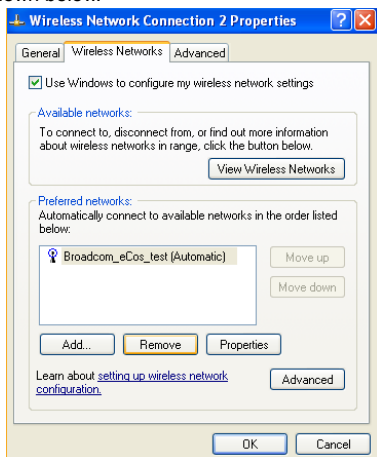 Wireless Network Connection 2 Properties
General Wireless Networks Advanced
Use Windows to configure my wireless network settings
Available networks:
To connect to, disconnect from, or find out more information
about wireless networks in range, click the button below.
View Wireless Networks
Preferred networks:
Automatically connect to available networks in the order listed
below:
Broadcom_eCos_test (Automatic)
Move up
Move down
Add... Remove Properties
Learn about setting up wireless network
configuration.
Advanced
OK Cancel